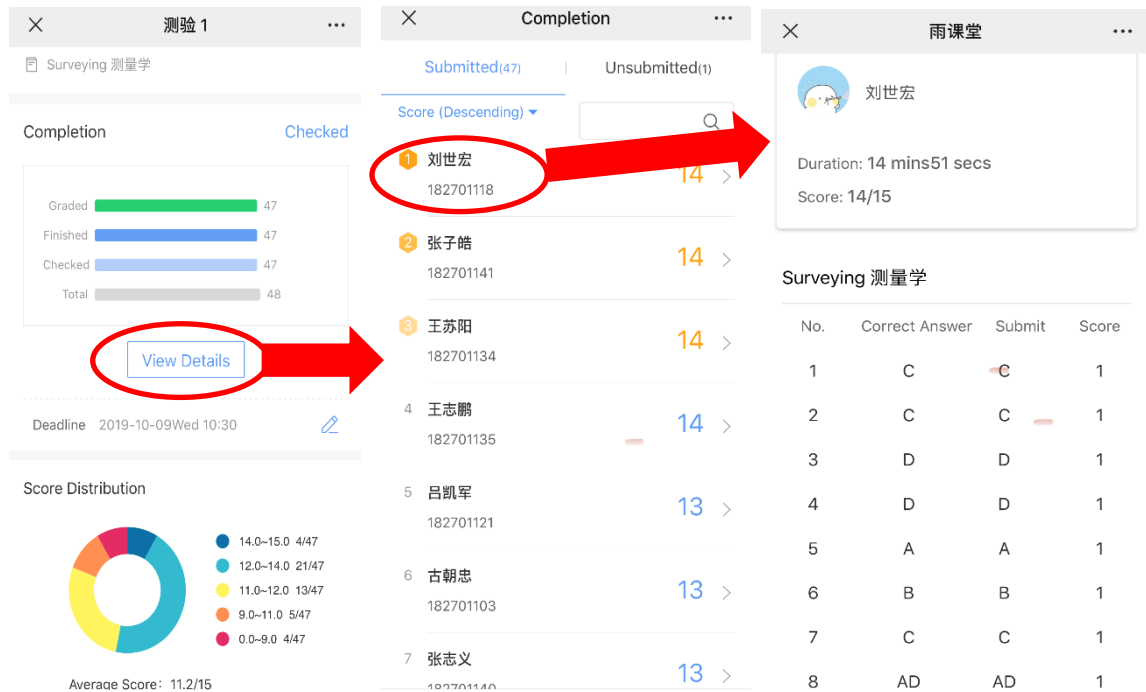 测验 1
Surveying 测量学
Completion
Checked
Graded 47
Finished 47
Checked 47
Total 48
View Details
Deadline 2019-10-09Wed 10:30
Score Distribution
14.0~15.0 4/47
12.0~14.0 21/47
11.0~12.0 13/47
9.0~11.0 5/47
0.0~9.0 4/47
Average Score: 11.2/15
Completion
Submitted(47) Unsubmitted(1)
Score (Descending)
1 刘世宏 14
182701118
2 张子皓 14
182701141
3 王苏阳 14
182701134
4 王志鹏 14
182701135
5 吕凯军 13
182701121
6 古朝忠 13
182701103
7 张志义 13
182701140
雨课堂
刘世宏
Duration: 14 mins51 secs
Score: 14/15
Surveying 测量学
No. Correct Answer Submit Score
1 C C 1
2 C C 1
3 D D 1
4 D D 1
5 A A 1
6 B B 1
7 C C 1
8 AD AD 1